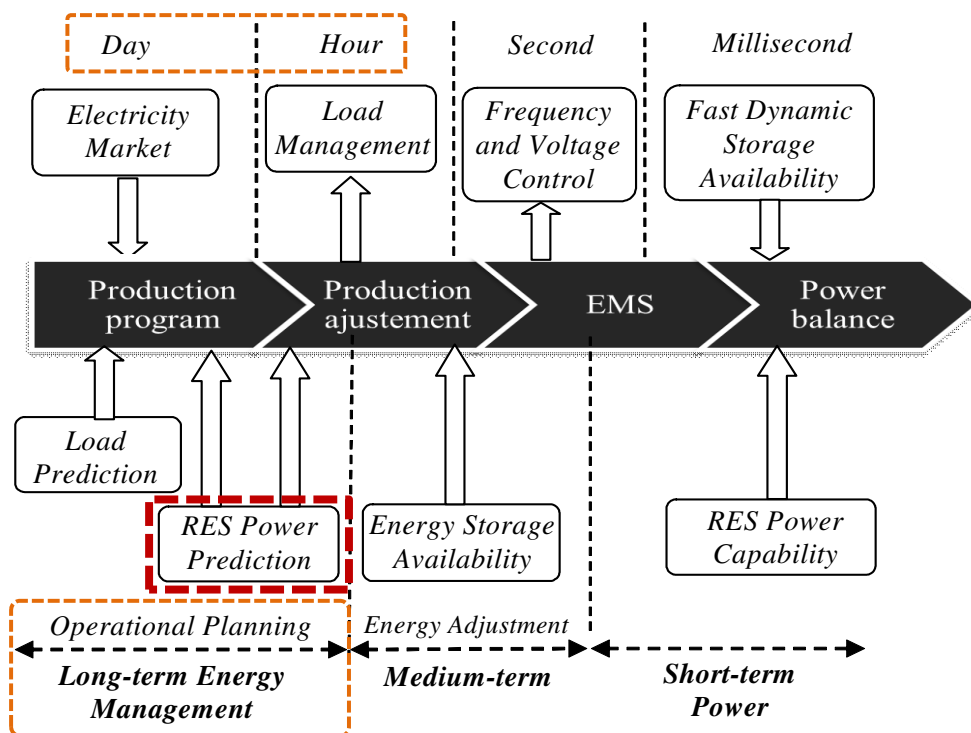 Day
Hour
Second
Millisecond
Electricity
Market
Load
Management
Frequency
and Voltage
Control
Fast Dynamic
Storage
Availability
Production
program
Production
ajustement
EMS
Power
balance
Load
Prediction
RES Power
Prediction
Energy Storage
Availability
RES Power
Capability
Operational Planning
Energy Adjustment
Long-term Energy
Management
Medium-term
Short-term
Power